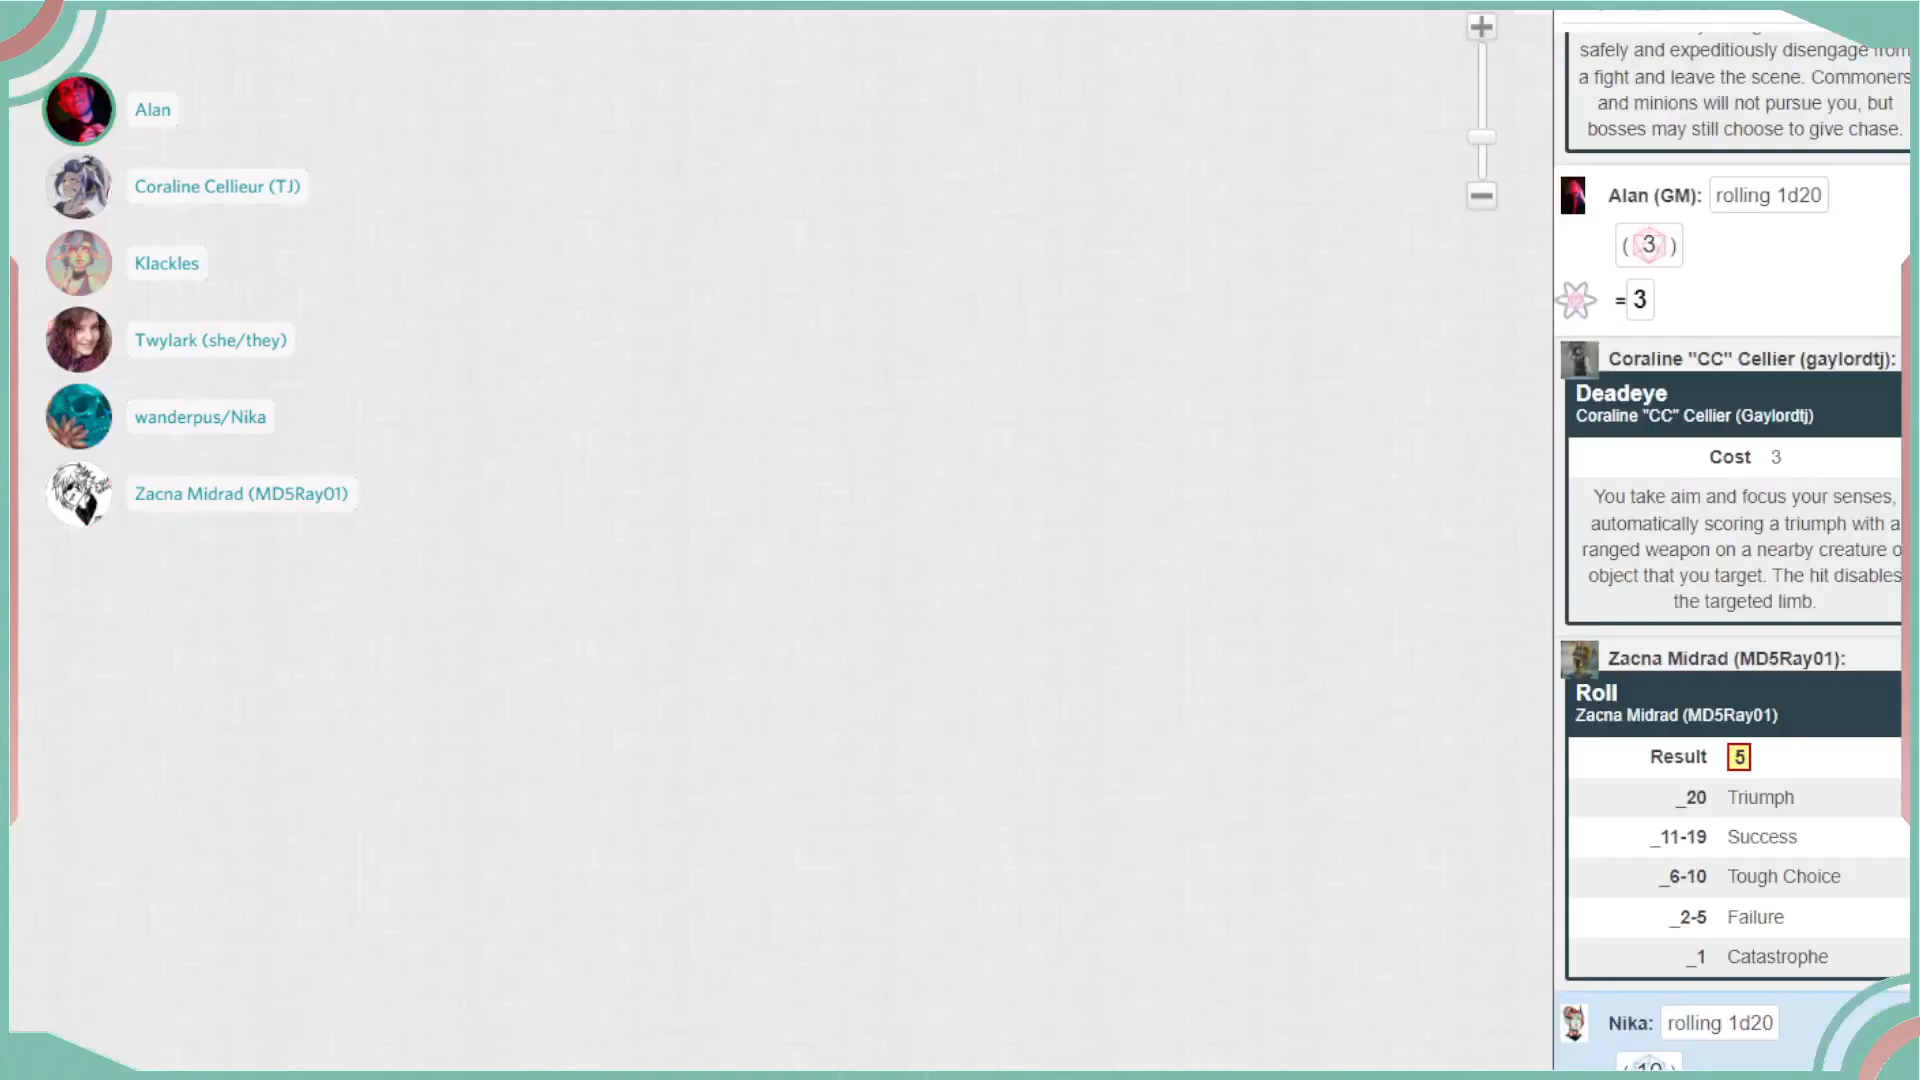 Alan
Coraline Cellieur (TJ)
Klackles
Twylark (she/they)
wanderpus/Nika
Zacna Midrad (MD5Ray01)
safely and expeditiously disengage from
a fight and leave the scene. Commoners
and minions will not pursue you, but
bosses may still choose to give chase.
Alan (GM): rolling 1d20
( 3 )
= 3
Coraline "CC" Cellier (gaylordtj):
Deadeye
Coraline "CC" Cellier (Gaylordtj)
Cost 3
You take aim and focus your senses,
automatically scoring a triumph with a
ranged weapon on a nearby creature o
object that you target. The hit disables
the targeted limb.
Zacna Midrad (MD5Ray01):
Roll
Zacna Midrad (MD5Ray01)
Result 5
_20 Triumph
_11-19 Success
_6-10 Tough Choice
_2-5 Failure
_1 Catastrophe
Nika: rolling 1d20